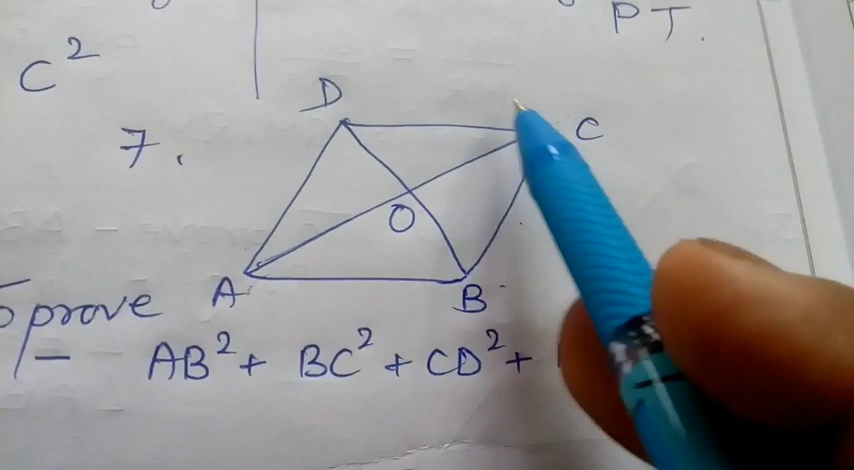 PT.
C²
7.
D
C
O
A
B
prove
AB² + BC² + CD² +